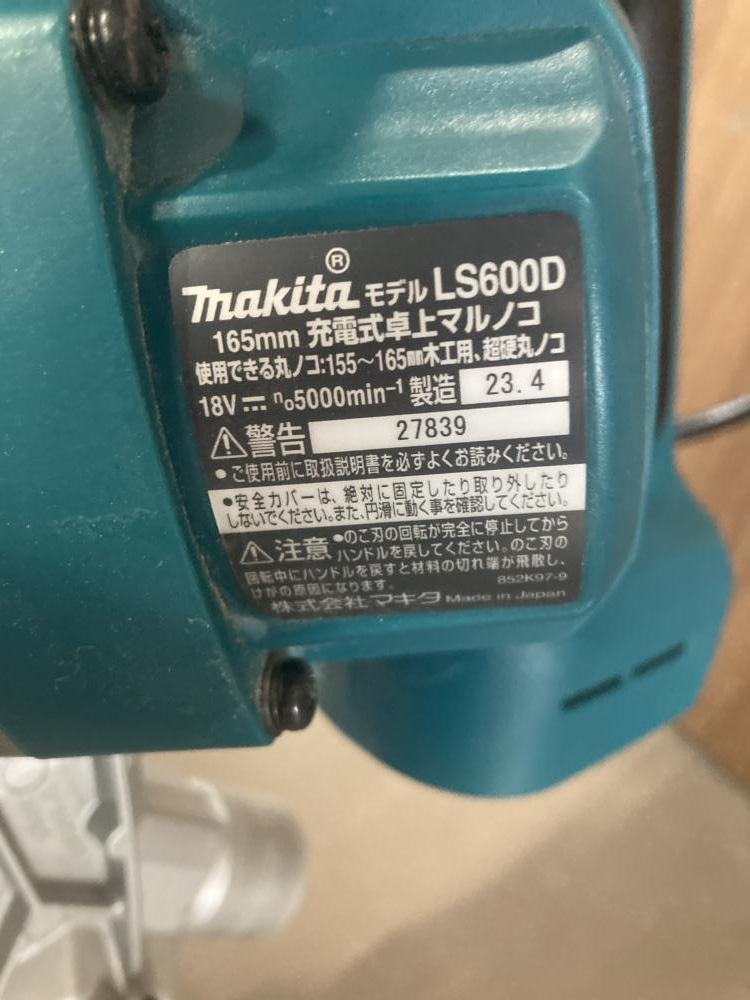 makita® モデル LS600D
165mm 充電式卓上マルノコ
使用できる丸ノコ:155～165mm木工用、超硬丸ノコ
18V ⎓ n₀5000min⁻¹ 製造 23.4
⚠警告 27839
•ご使用前に取扱説明書を必ずよくお読みください。
•安全カバーは、絶対に固定したり取り外したり
しないでください。また、円滑に動く事を確認してください。
⚠注意 •のこ刃の回転が完全に停止してから
ハンドルを戻してください。のこ刃の
回転中にハンドルを戻すと材料の切れ端が飛散し、
けがの原因になります。 852K97-9
株式会社マキタ Made in Japan